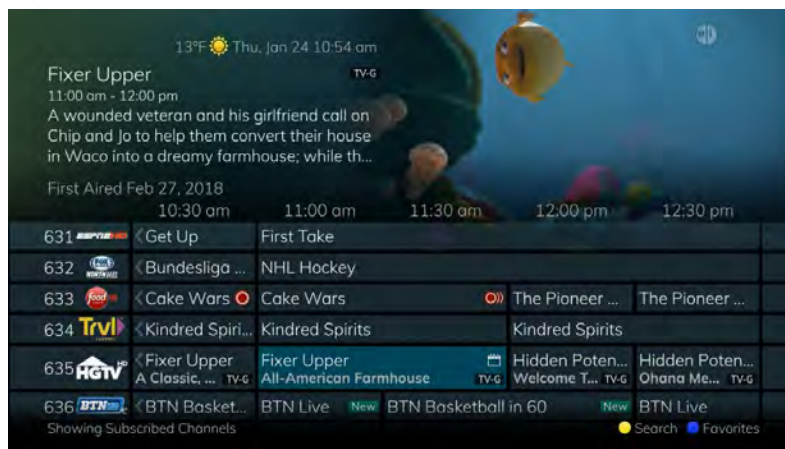 13°F Thu, Jan 24 10:54 am
Fixer Upper TV-G
11:00 am - 12:00 pm
A wounded veteran and his girlfriend call on
Chip and Jo to help them convert their house
in Waco into a dreamy farmhouse; while th...
First Aired Feb 27, 2018
10:30 am 11:00 am 11:30 am 12:00 pm 12:30 pm
631 Get Up First Take
632 FOX NORTH Bundesliga ... NHL Hockey
633 food Cake Wars Cake Wars The Pioneer ... The Pioneer ...
634 Trvl Kindred Spiri... Kindred Spirits Kindred Spirits
635 HGTV HD Fixer Upper Fixer Upper Hidden Poten... Hidden Poten...
A Classic, ... TV-G All-American Farmhouse TV-G Welcome T... TV-G Ohana Me... TV-G
636 BTN BTN Basket... BTN Live New BTN Basketball in 60 New BTN Live
Showing Subscribed Channels Search Favorites